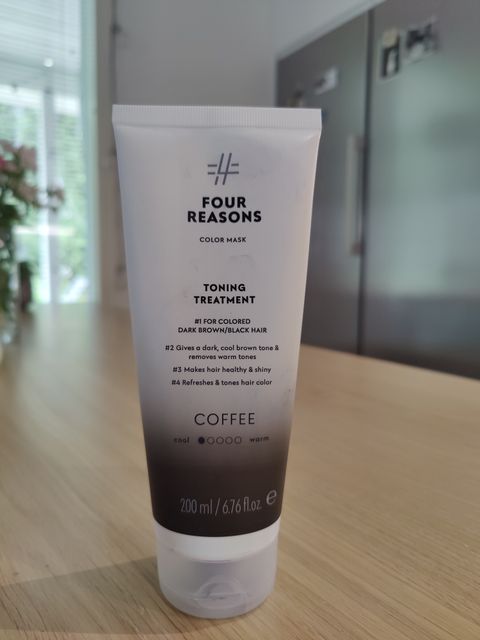 #4
FOUR
REASONS
COLOR MASK
TONING
TREATMENT
#1 FOR COLORED
DARK BROWN/BLACK HAIR
#2 Gives a dark, cool brown tone &
removes warm tones
#3 Makes hair healthy & shiny
#4 Refreshes & tones hair color
COFFEE
cool warm
200 ml / 6.76 fl.oz. e